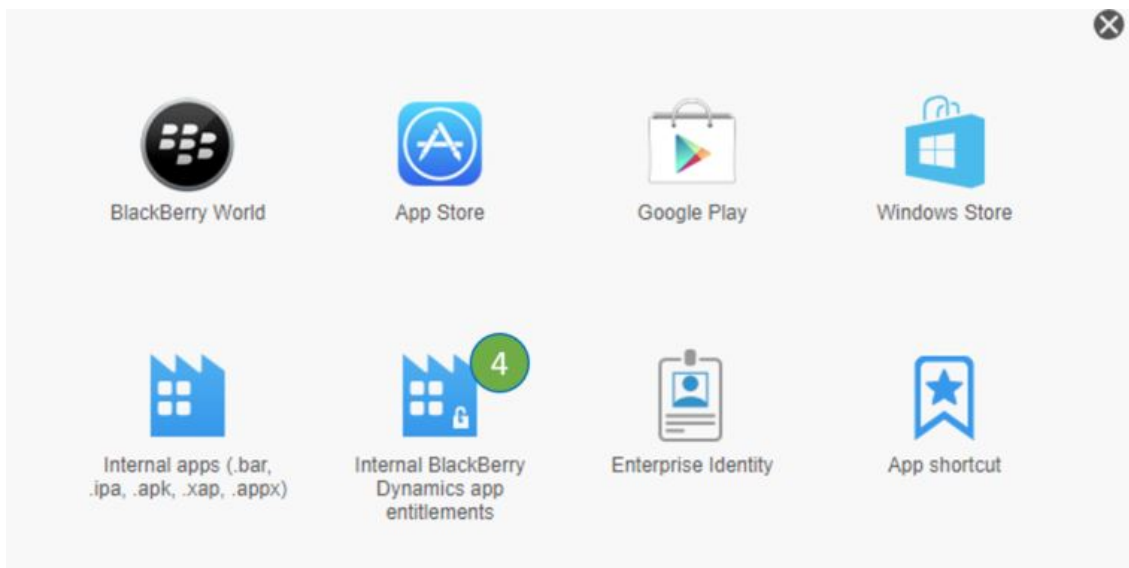 BlackBerry World
App Store
Google Play
Windows Store
4
Internal apps (.bar,
.ipa, .apk, .xap, .appx)
Internal BlackBerry
Dynamics app
entitlements
Enterprise Identity
App shortcut